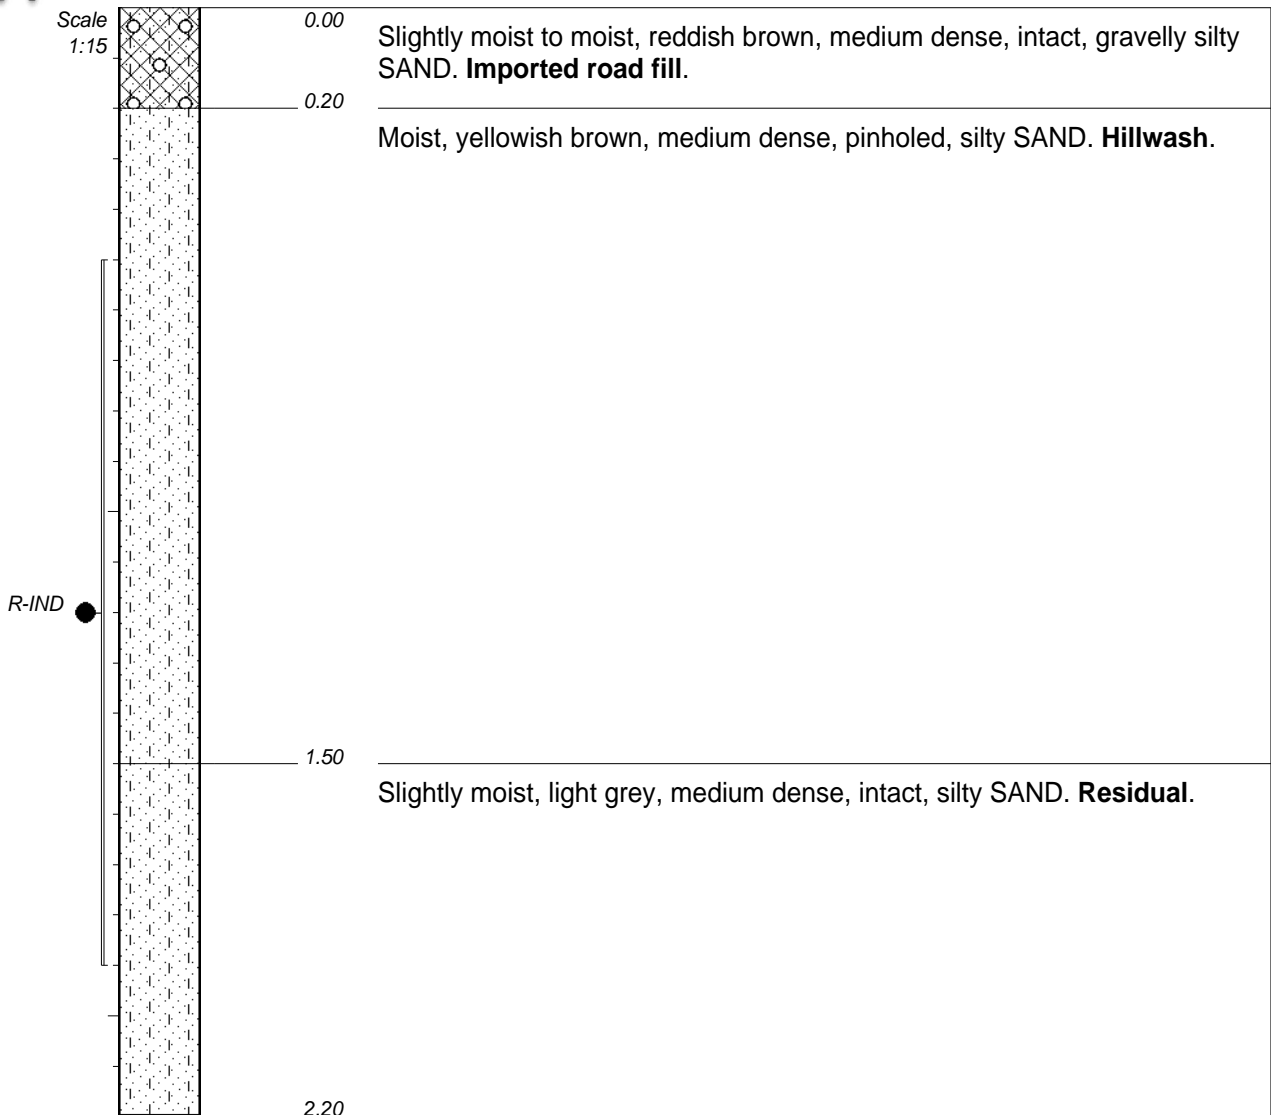 Scale
1:15
0.00
Slightly moist to moist, reddish brown, medium dense, intact, gravelly silty
SAND. Imported road fill.
0.20
Moist, yellowish brown, medium dense, pinholed, silty SAND. Hillwash.
R-IND
1.50
Slightly moist, light grey, medium dense, intact, silty SAND. Residual.
2.20